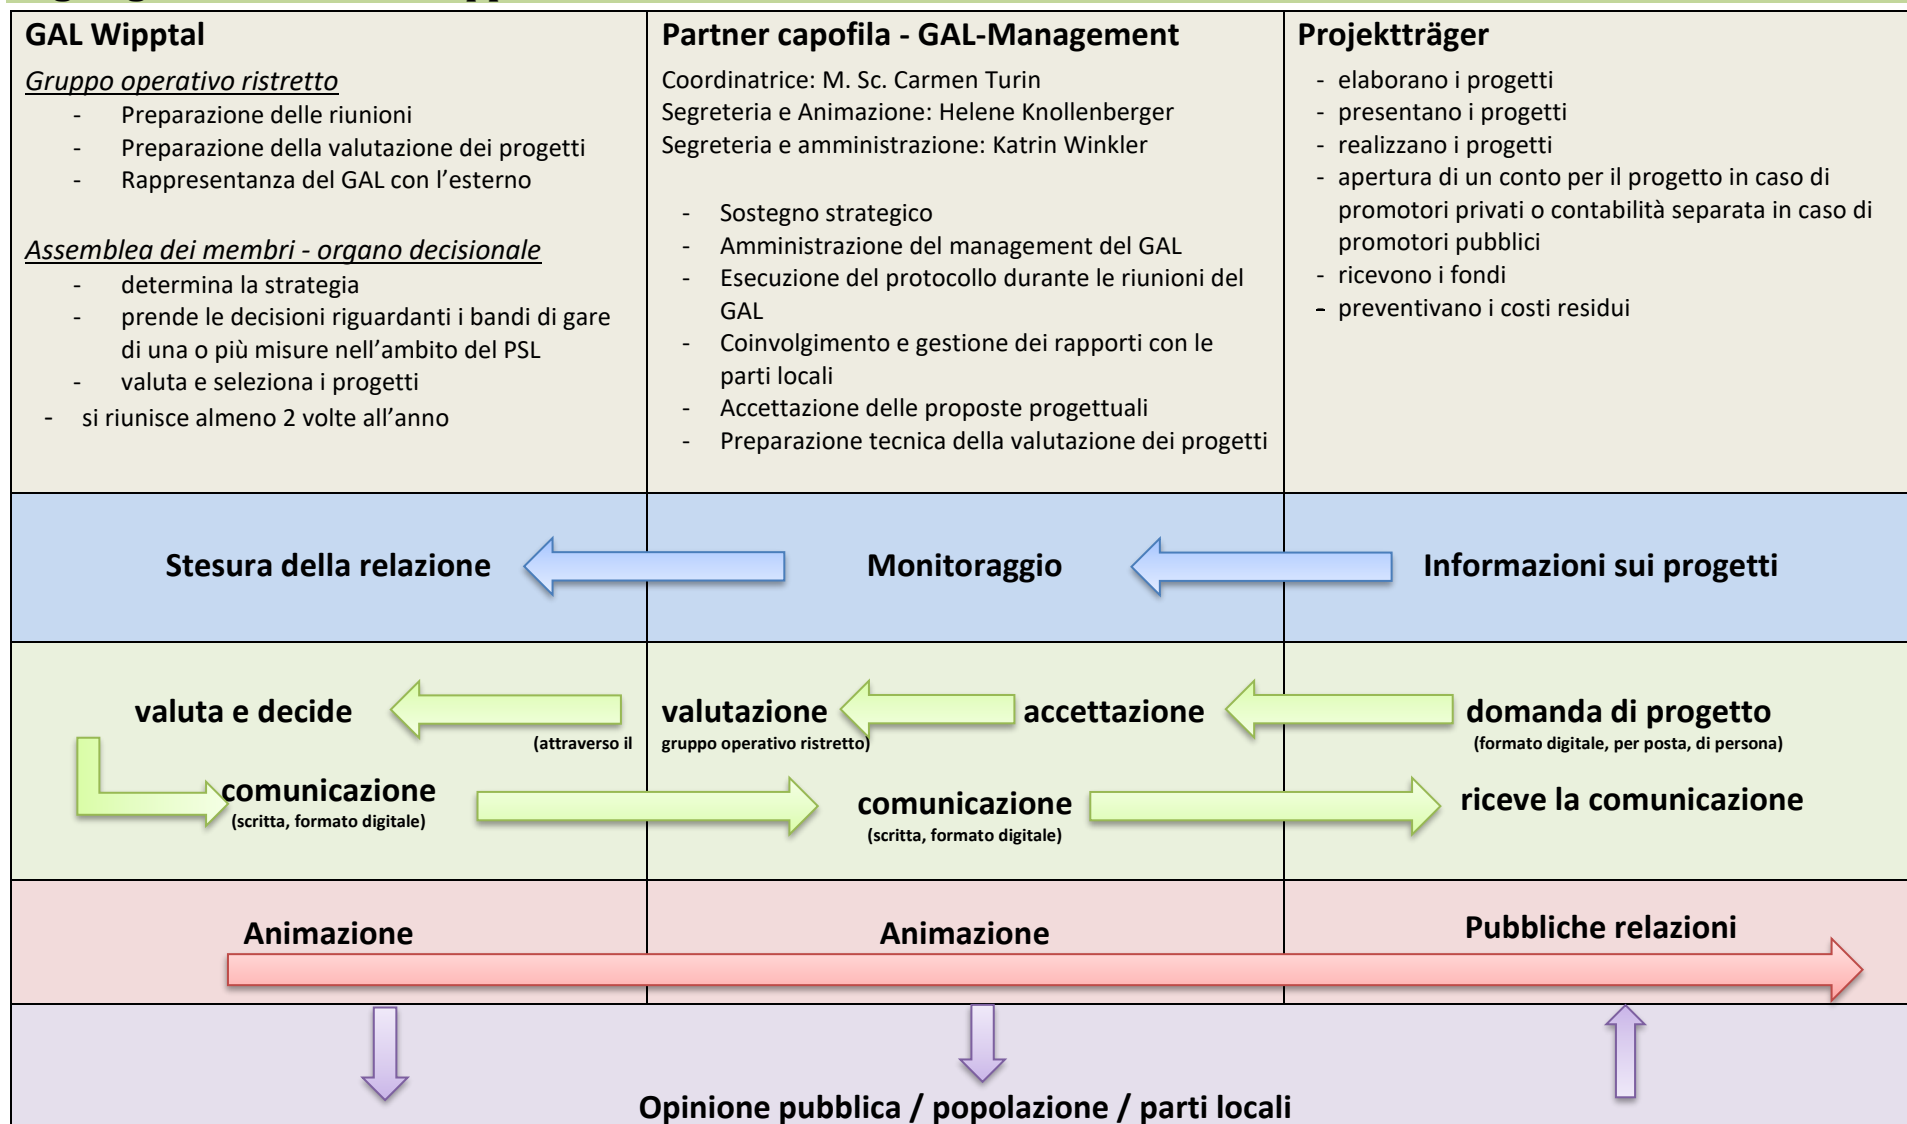 GAL Wipptal
Gruppo operativo ristretto
- Preparazione delle riunioni
- Preparazione della valutazione dei progetti
- Rappresentanza del GAL con l’esterno
Assemblea dei membri - organo decisionale
- determina la strategia
- prende le decisioni riguardanti i bandi di gare
di una o più misure nell’ambito del PSL
- valuta e seleziona i progetti
- si riunisce almeno 2 volte all’anno
Partner capofila - GAL-Management
Coordinatrice: M. Sc. Carmen Turin
Segreteria e Animazione: Helene Knollenberger
Segreteria e amministrazione: Katrin Winkler
- Sostegno strategico
- Amministrazione del management del GAL
- Esecuzione del protocollo durante le riunioni del
GAL
- Coinvolgimento e gestione dei rapporti con le
parti locali
- Accettazione delle proposte progettuali
- Preparazione tecnica della valutazione dei progetti
Projektträger
- elaborano i progetti
- presentano i progetti
- realizzano i progetti
- apertura di un conto per il progetto in caso di
promotori privati o contabilità separata in caso di
promotori pubblici
- ricevono i fondi
- preventivano i costi residui
Stesura della relazione
Monitoraggio
Informazioni sui progetti
valuta e decide
valutazione
accettazione
domanda di progetto
(attraverso il gruppo operativo ristretto)
(formato digitale, per posta, di persona)
comunicazione
(scritta, formato digitale)
comunicazione
(scritta, formato digitale)
riceve la comunicazione
Animazione
Animazione
Pubbliche relazioni
Opinione pubblica / popolazione / parti locali